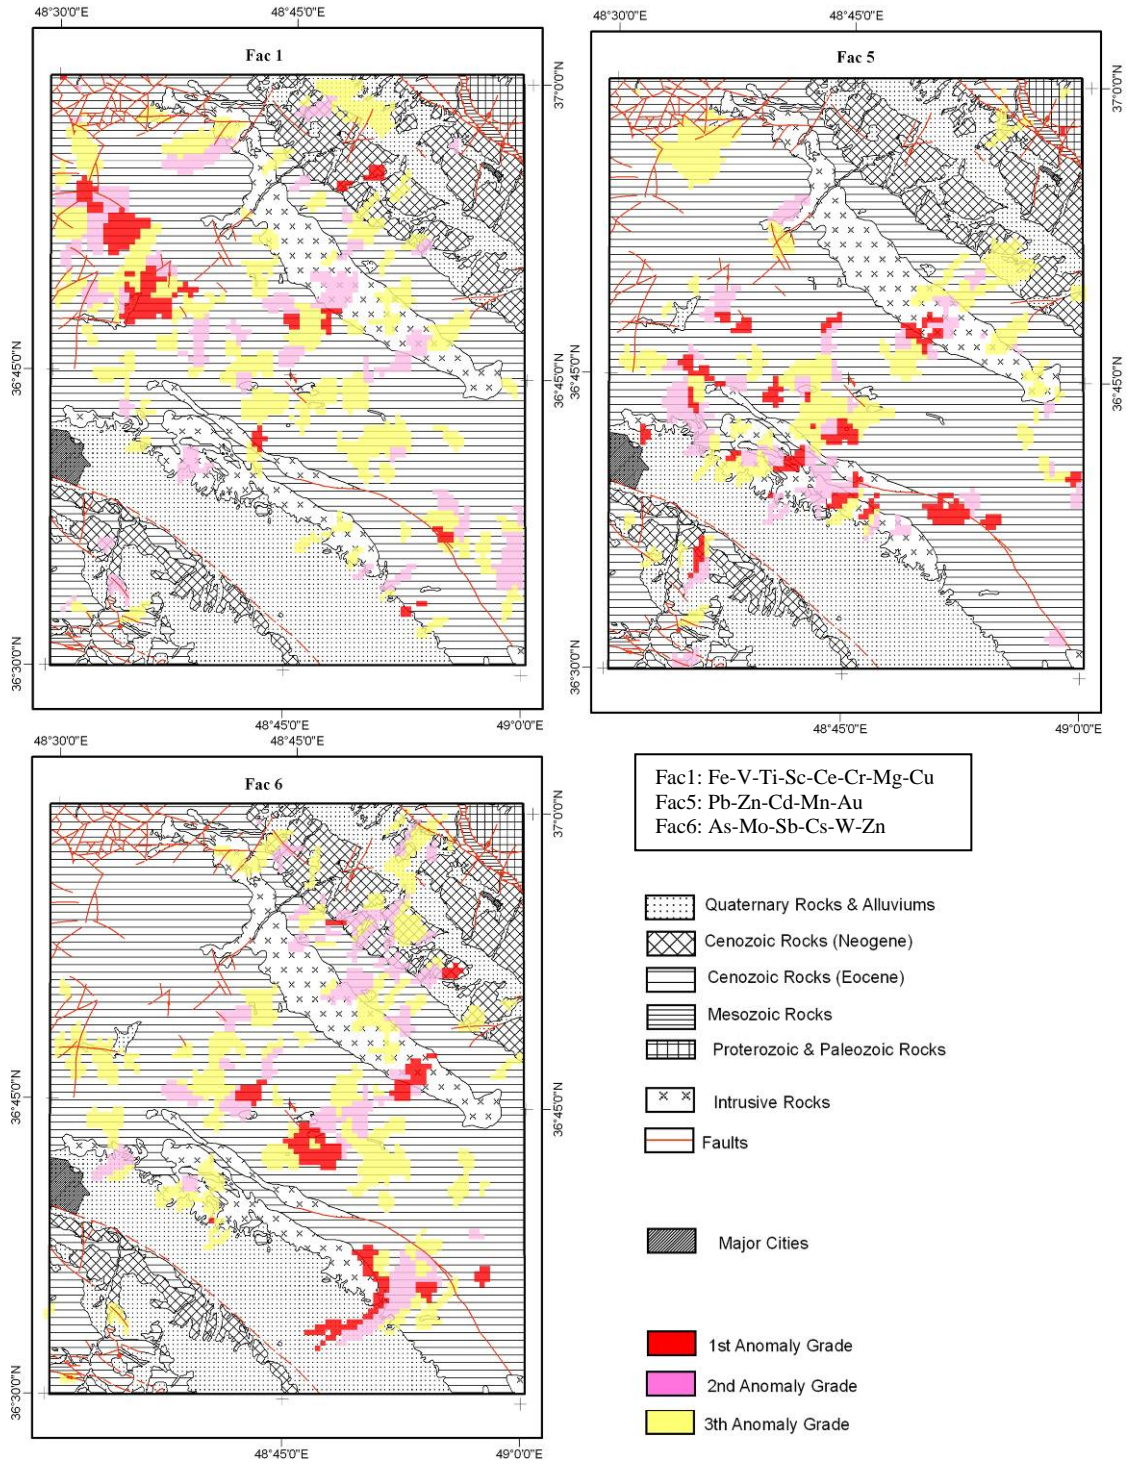 48°30'0"E
48°45'0"E
48°45'0"E
Fac 1
Fac 5
37°0'0"N
37°0'0"N
36°45'0"N
36°45'0"N
36°45'0"N
36°45'0"N
36°30'0"N
36°30'0"N
48°45'0"E
49°0'0"E
48°45'0"E
49°0'0"E
48°30'0"E
48°45'0"E
Fac 6
37°0'0"N
36°45'0"N
36°45'0"N
36°30'0"N
48°45'0"E
49°0'0"E
Fac1: Fe-V-Ti-Sc-Ce-Cr-Mg-Cu
Fac5: Pb-Zn-Cd-Mn-Au
Fac6: As-Mo-Sb-Cs-W-Zn
Quaternary Rocks & Alluviums
Cenozoic Rocks (Neogene)
Cenozoic Rocks (Eocene)
Mesozoic Rocks
Proterozoic & Paleozoic Rocks
Intrusive Rocks
Faults
Major Cities
1st Anomaly Grade
2nd Anomaly Grade
3th Anomaly Grade